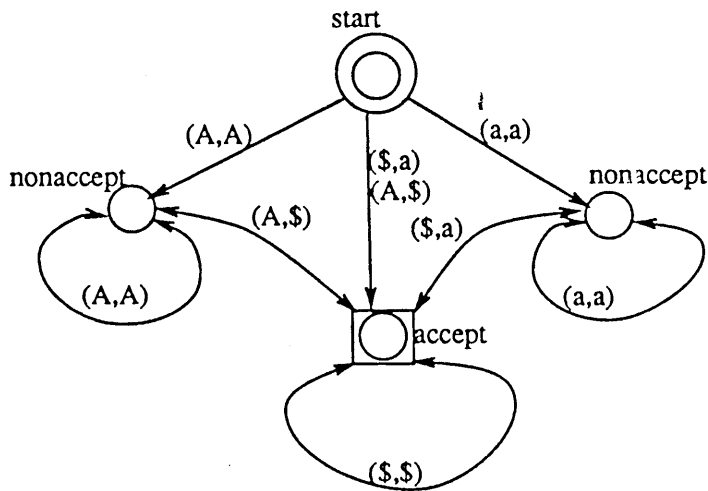 start
(A,A)
(a,a)
($,a)
(A,$)
nonaccept
nonaccept
(A,$)
($,a)
(A,A)
(a,a)
accept
($,$)